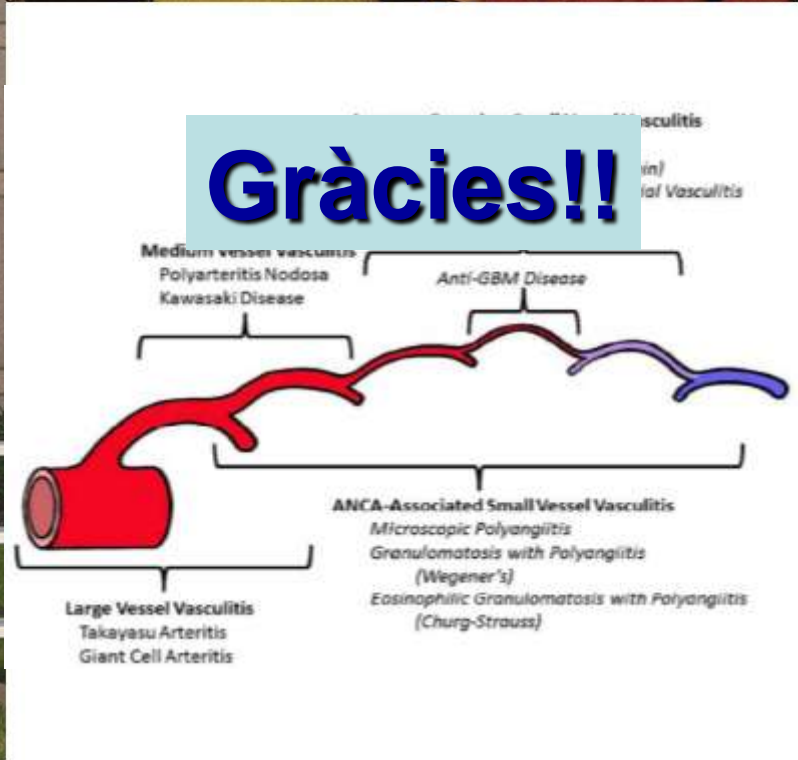 Gràcies!!
Vasculitis
Medium Vessel Vasculitis
Polyarteritis Nodosa
Kawasaki Disease
Anti-GBM Disease
ANCA-Associated Small Vessel Vasculitis
Microscopic Polyangiitis
Granulomatosis with Polyangiitis
(Wegener's)
Eosinophilic Granulomatosis with Polyangiitis
(Churg-Strauss)
Large Vessel Vasculitis
Takayasu Arteritis
Giant Cell Arteritis